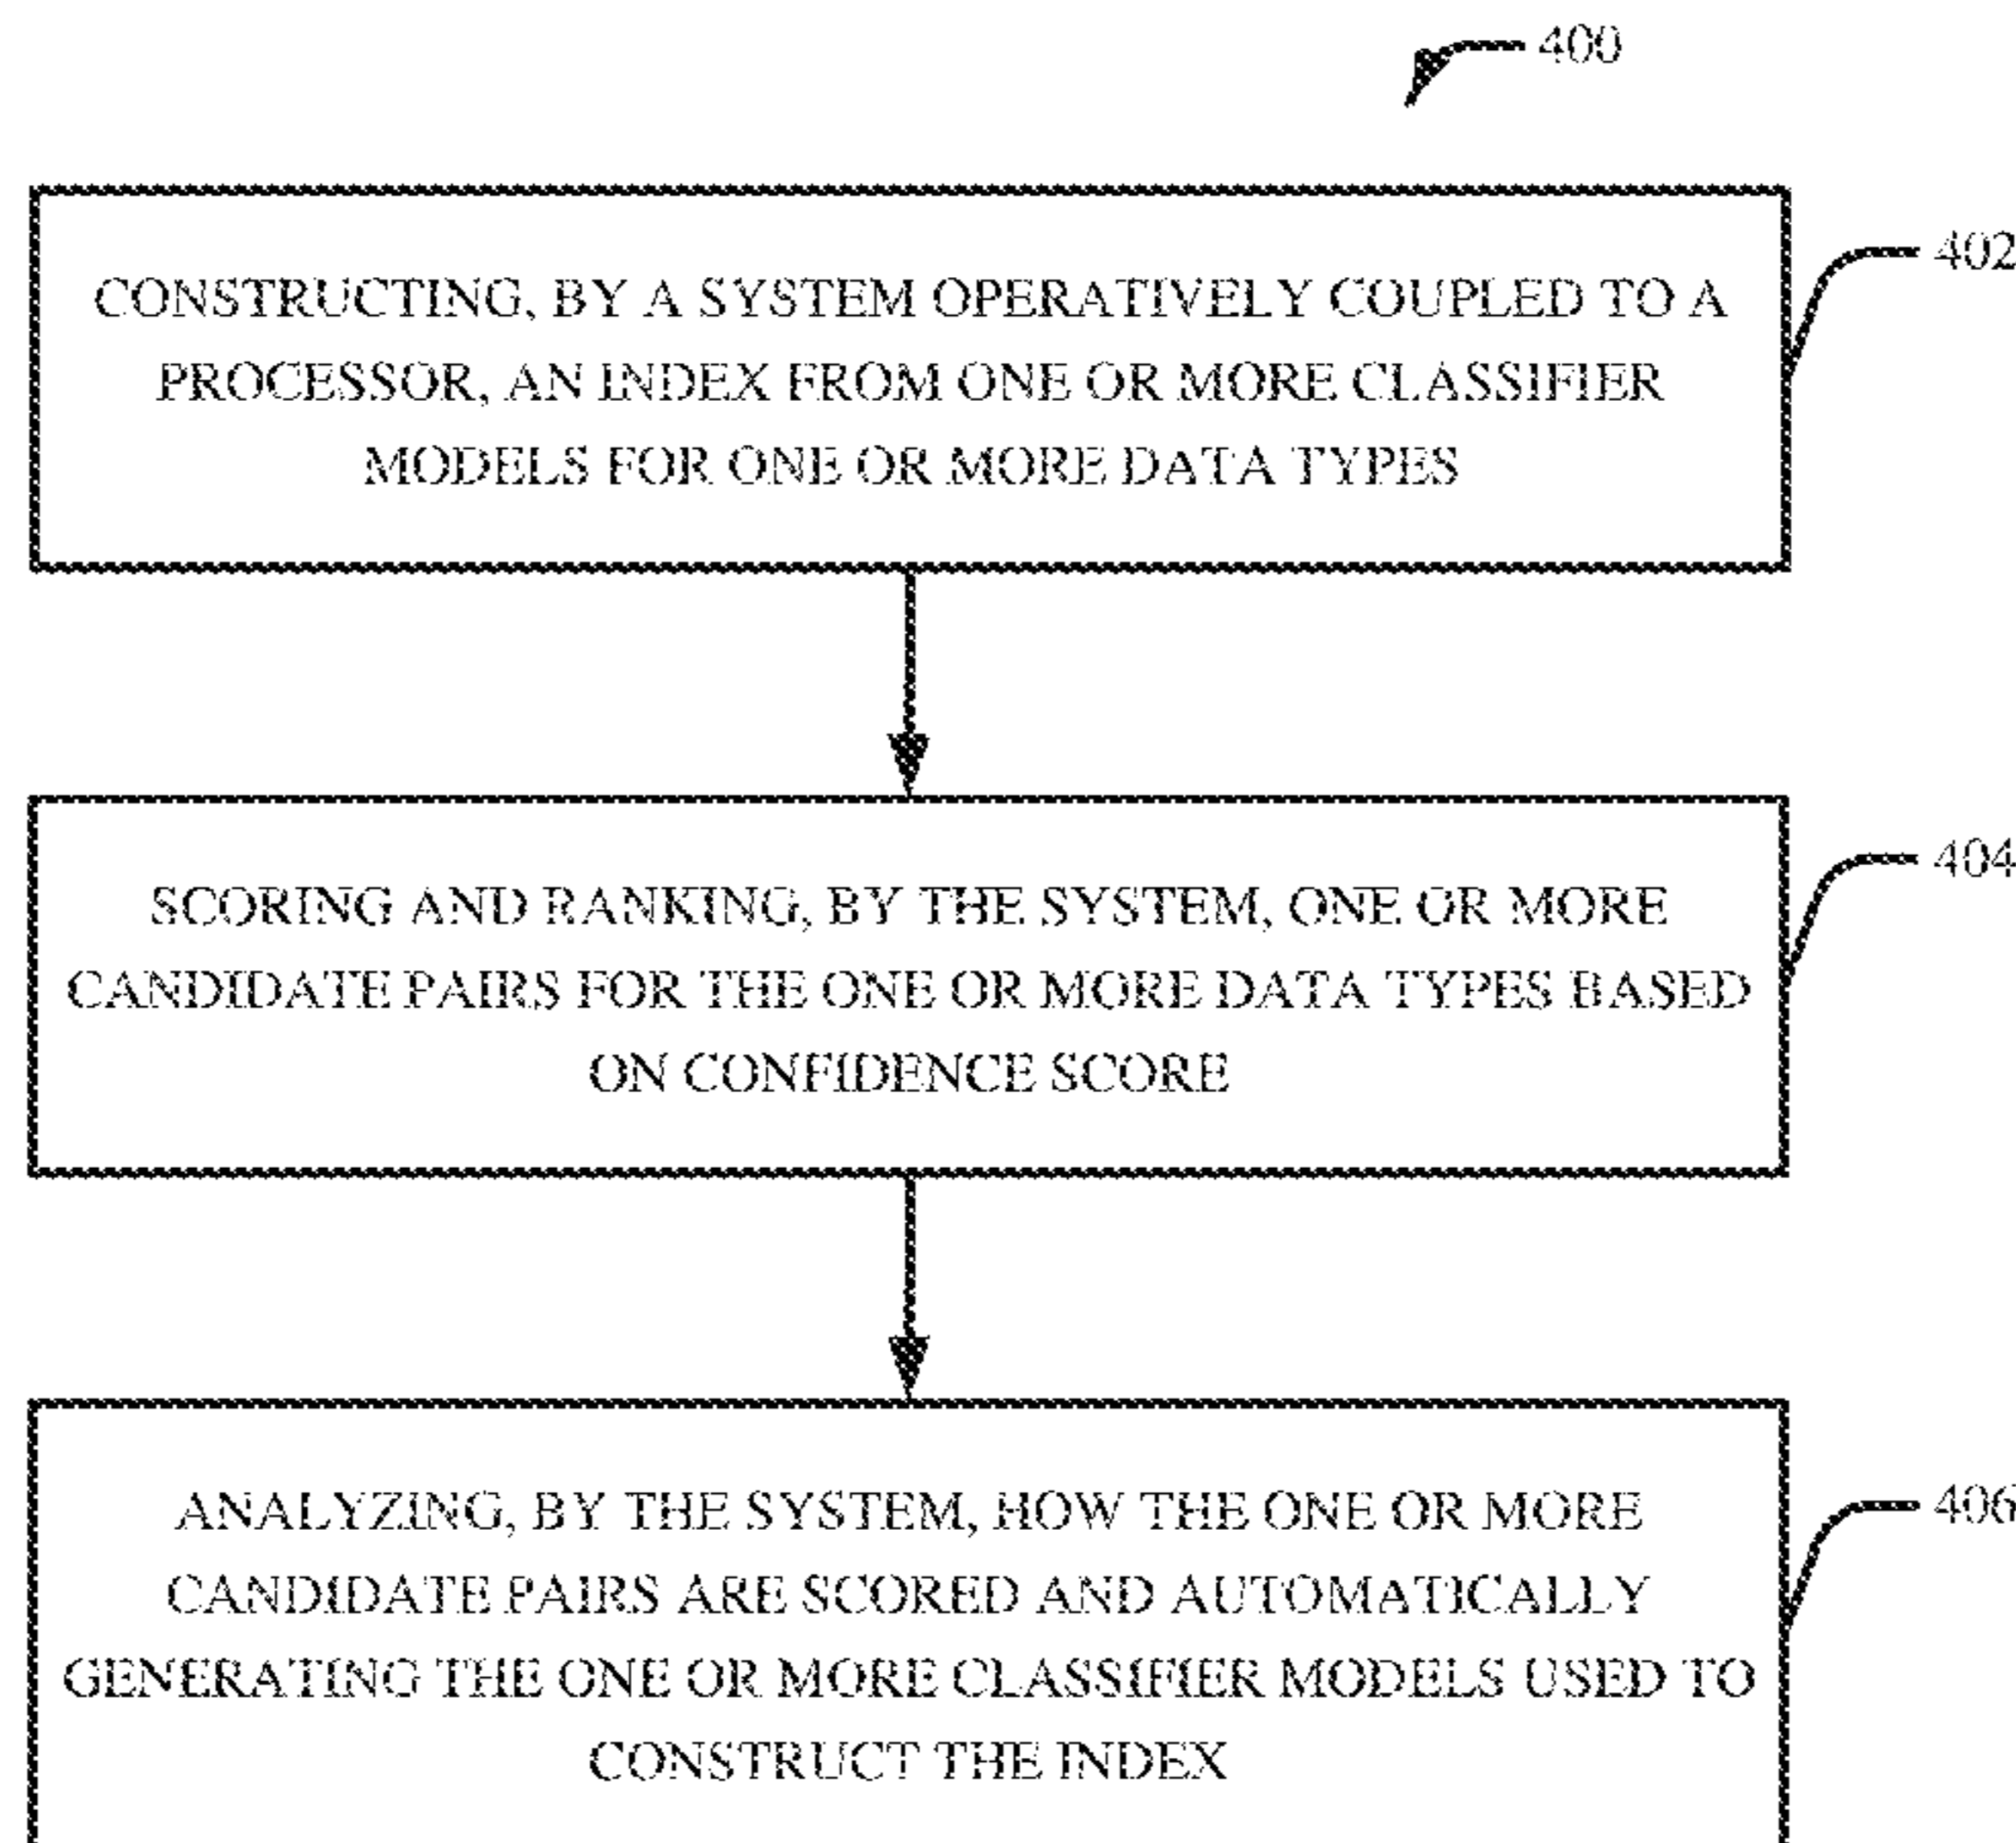 400
402
CONSTRUCTING, BY A SYSTEM OPERATIVELY COUPLED TO A
PROCESSOR, AN INDEX FROM ONE OR MORE CLASSIFIER
MODELS FOR ONE OR MORE DATA TYPES
404
SCORING AND RANKING, BY THE SYSTEM, ONE OR MORE
CANDIDATE PAIRS FOR THE ONE OR MORE DATA TYPES BASED
ON CONFIDENCE SCORE
406
ANALYZING, BY THE SYSTEM, HOW THE ONE OR MORE
CANDIDATE PAIRS ARE SCORED AND AUTOMATICALLY
GENERATING THE ONE OR MORE CLASSIFIER MODELS USED TO
CONSTRUCT THE INDEX